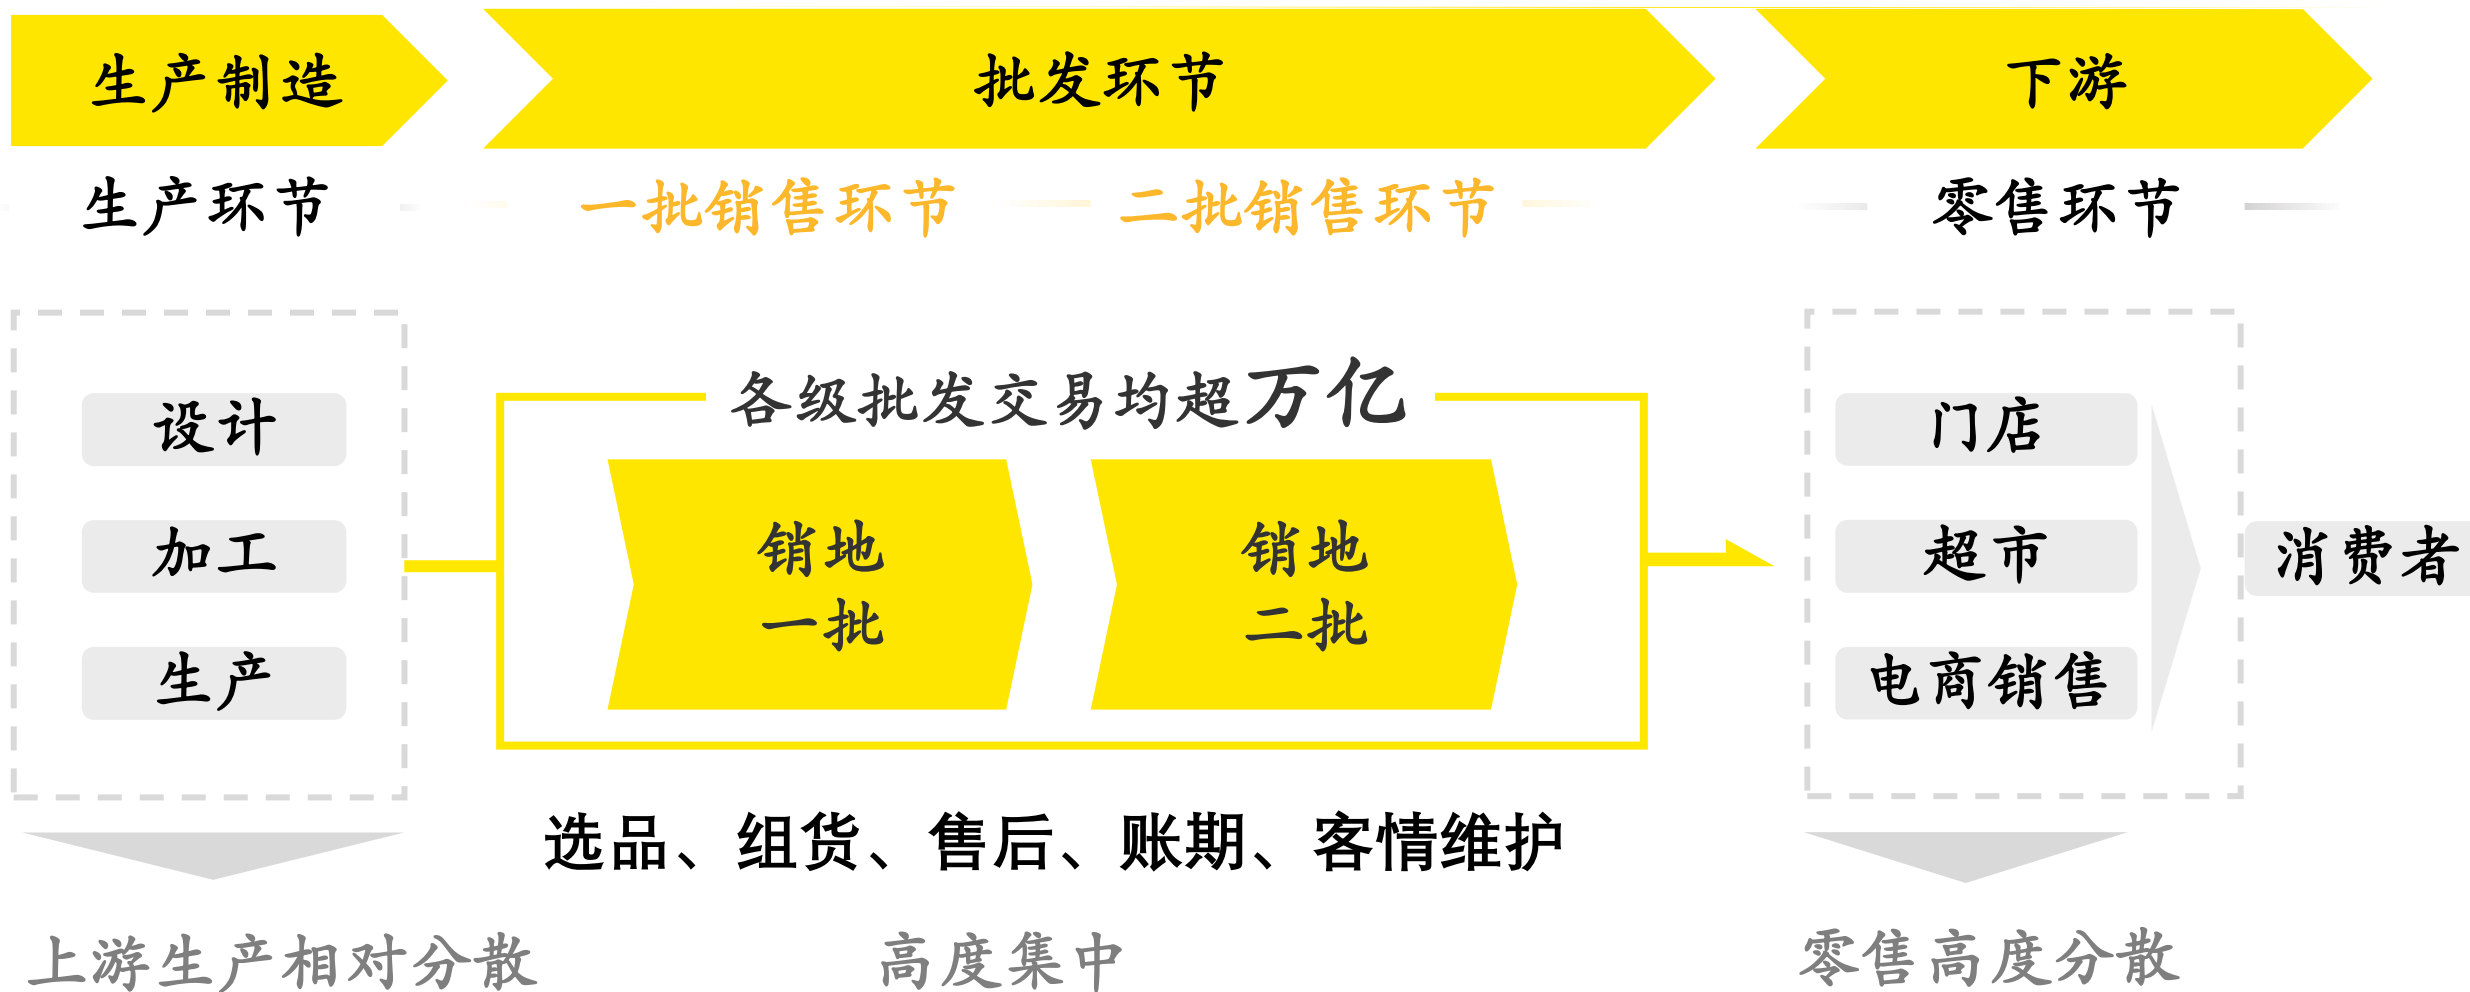 生产制造
批发环节
下游
生产环节
一批销售环节
二批销售环节
零售环节
设计
加工
生产
各级批发交易均超万亿
销地
一批
销地
二批
门店
超市
电商销售
消费者
选品、组货、售后、账期、客情维护
上游生产相对分散
高度集中
零售高度分散